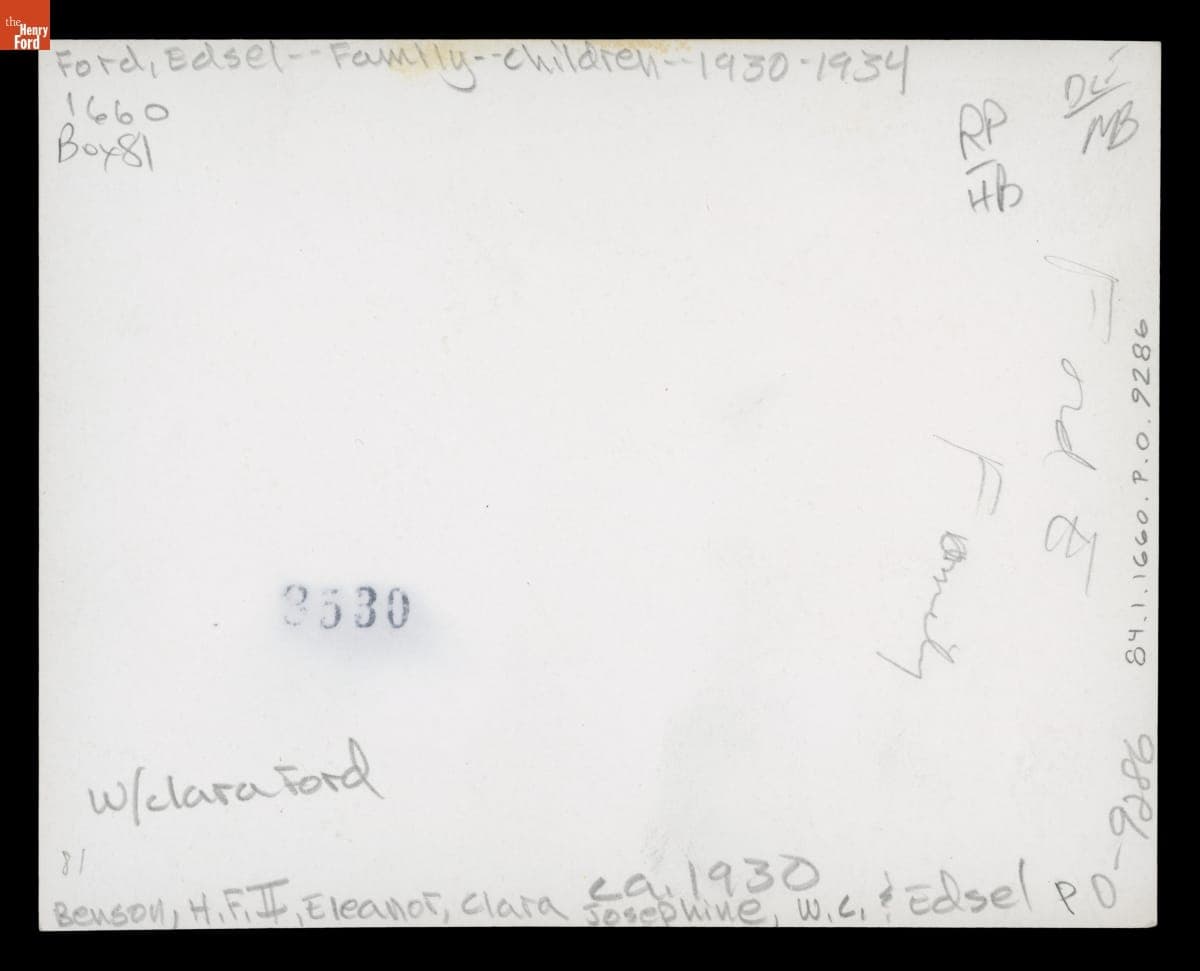 the
Henry
Ford
Ford, Edsel--Family--Children--1930-1934
1660
Box 81
RP
HB
MB
Family
84.1.1660.P.O.9286
3530
w/Clara Ford
81
ca. 1930
Benson, H.F. II, Eleanor, Clara Josephine, W.C. & Edsel
PO-9286